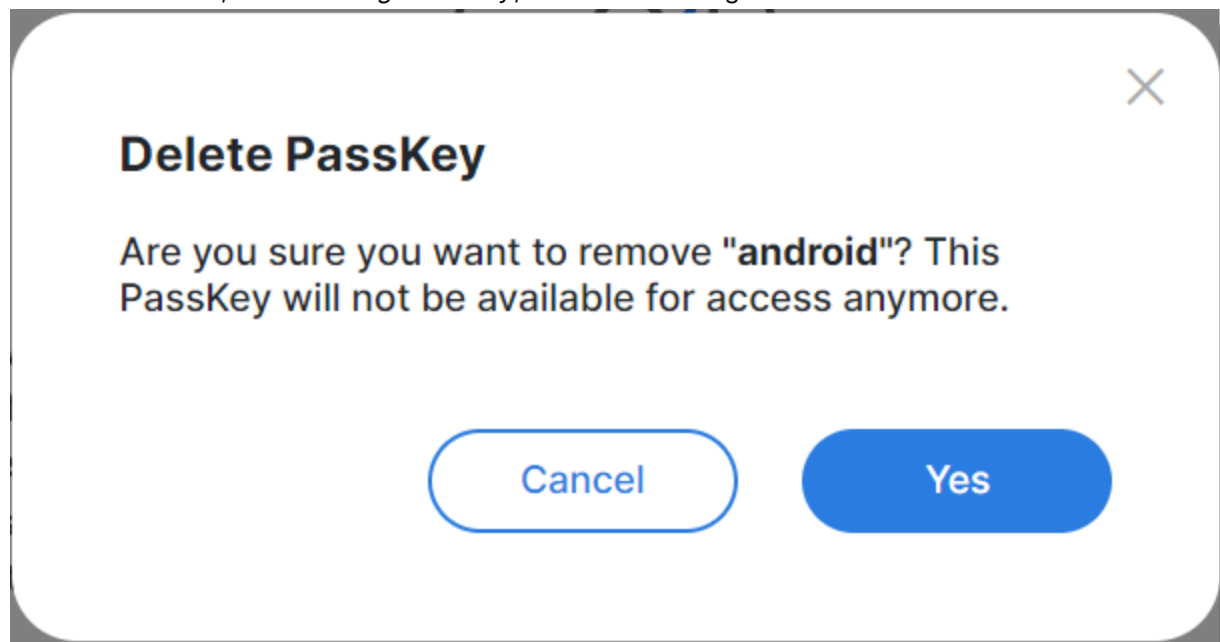 Delete PassKey
Are you sure you want to remove "android"? This
PassKey will not be available for access anymore.
Cancel
Yes